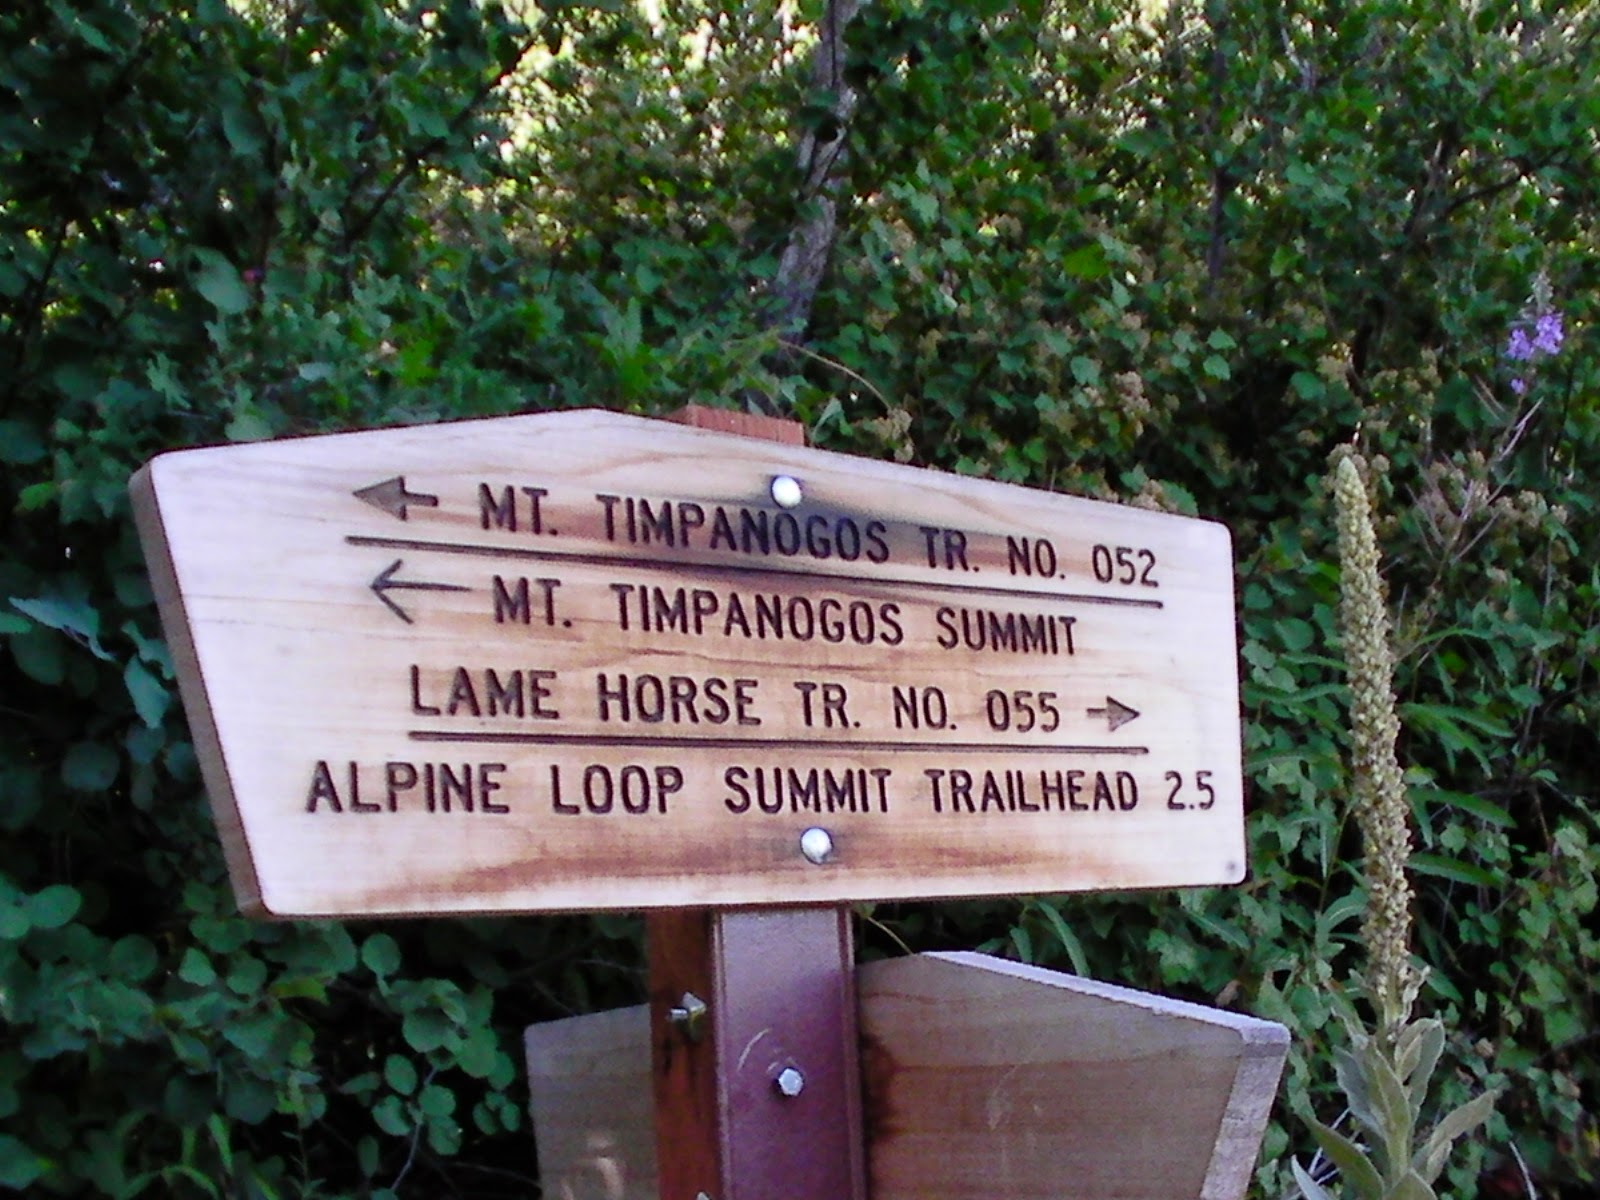 ← MT. TIMPANOGOS TR. NO. 052
← MT. TIMPANOGOS SUMMIT
LAME HORSE TR. NO. 055 →
ALPINE LOOP SUMMIT TRAILHEAD 2.5